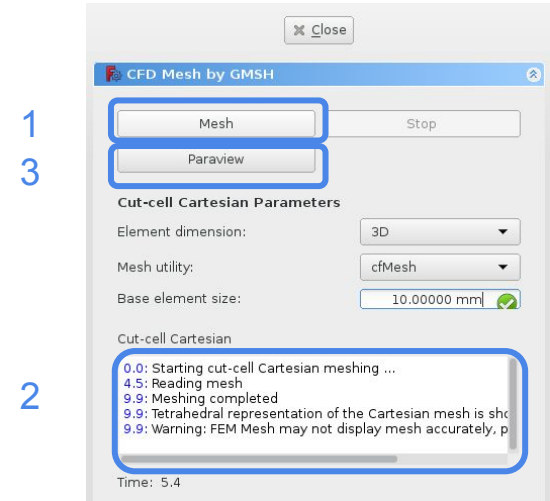 Close
CFD Mesh by GMSH
1
Mesh
Stop
3
Paraview
Cut-cell Cartesian Parameters
Element dimension:
3D
Mesh utility:
cfMesh
Base element size:
10.00000 mm
Cut-cell Cartesian
2
0.0: Starting cut-cell Cartesian meshing ...
4.5: Reading mesh
9.9: Meshing completed
9.9: Tetrahedral representation of the Cartesian mesh is sho
9.9: Warning: FEM Mesh may not display mesh accurately, p
Time: 5.4